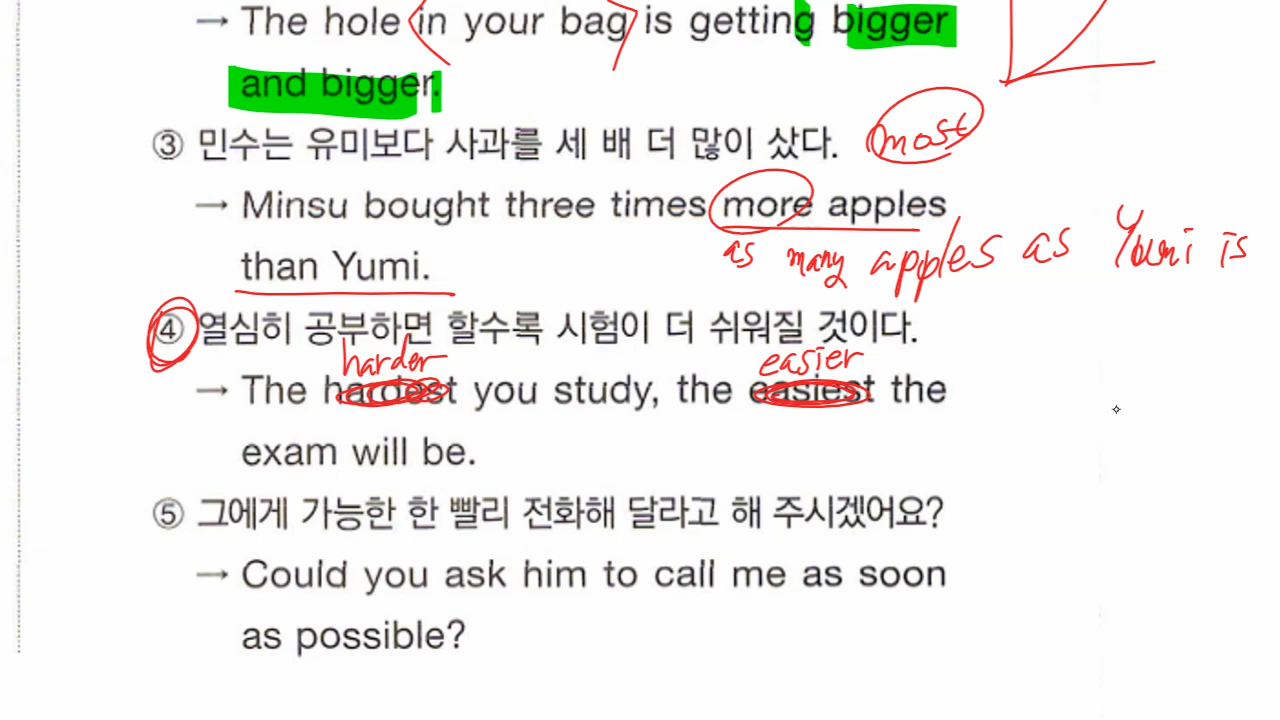 → The hole in your bag is getting bigger
and bigger.
③ 민수는 유미보다 사과를 세 배 더 많이 샀다. most
→ Minsu bought three times more apples
as many apples as Yumi is
than Yumi.
④ 열심히 공부하면 할수록 시험이 더 쉬워질 것이다.
harder easier
→ The hardest you study, the easiest the
exam will be.
⑤ 그에게 가능한 한 빨리 전화해 달라고 해 주시겠어요?
→ Could you ask him to call me as soon
as possible?